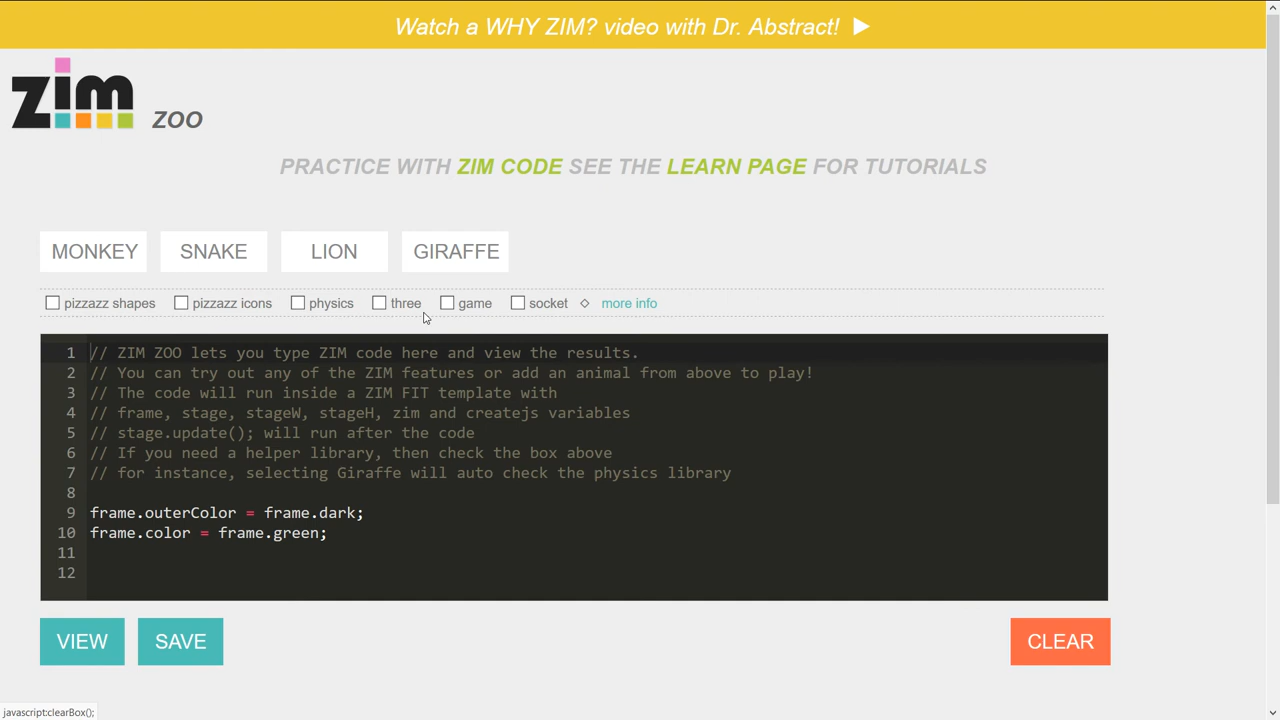 Watch a WHY ZIM? video with Dr. Abstract!
zim ZOO
PRACTICE WITH ZIM CODE SEE THE LEARN PAGE FOR TUTORIALS
MONKEY SNAKE LION GIRAFFE
pizzazz shapes pizzazz icons physics three game socket more info
1 // ZIM ZOO lets you type ZIM code here and view the results.
2 // You can try out any of the ZIM features or add an animal from above to play!
3 // The code will run inside a ZIM FIT template with
4 // frame, stage, stageW, stageH, zim and createjs variables
5 // stage.update(); will run after the code
6 // If you need a helper library, then check the box above
7 // for instance, selecting Giraffe will auto check the physics library
8
9 frame.outerColor = frame.dark;
10 frame.color = frame.green;
11
12
VIEW SAVE CLEAR
javascript:clearBox();